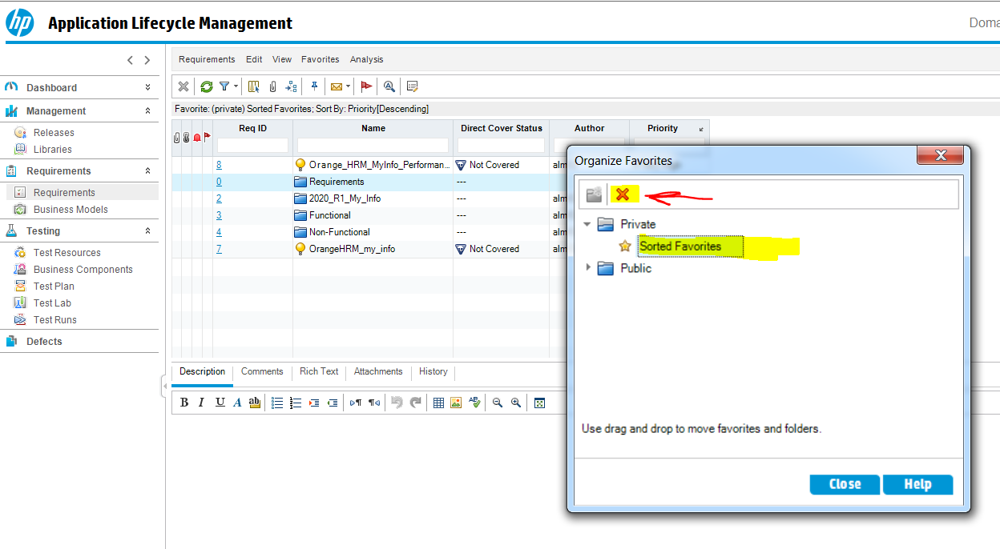 hp Application Lifecycle Management
Doma
Dashboard
Management
Releases
Libraries
Requirements
Requirements
Business Models
Testing
Test Resources
Business Components
Test Plan
Test Lab
Test Runs
Defects
Requirements Edit View Favorites Analysis
Favorite: (private) Sorted Favorites; Sort By: Priority[Descending]
Req ID Name Direct Cover Status Author Priority
8 Orange_HRM_MyInfo_Performan... Not Covered alm
0 Requirements ---
2 2020_R1_My_Info --- alm
3 Functional --- alm
4 Non-Functional --- alm
7 OrangeHRM_my_info Not Covered alm
Description Comments Rich Text Attachments History
B I U A ab
Organize Favorites
Private
Sorted Favorites
Public
Use drag and drop to move favorites and folders.
Close Help